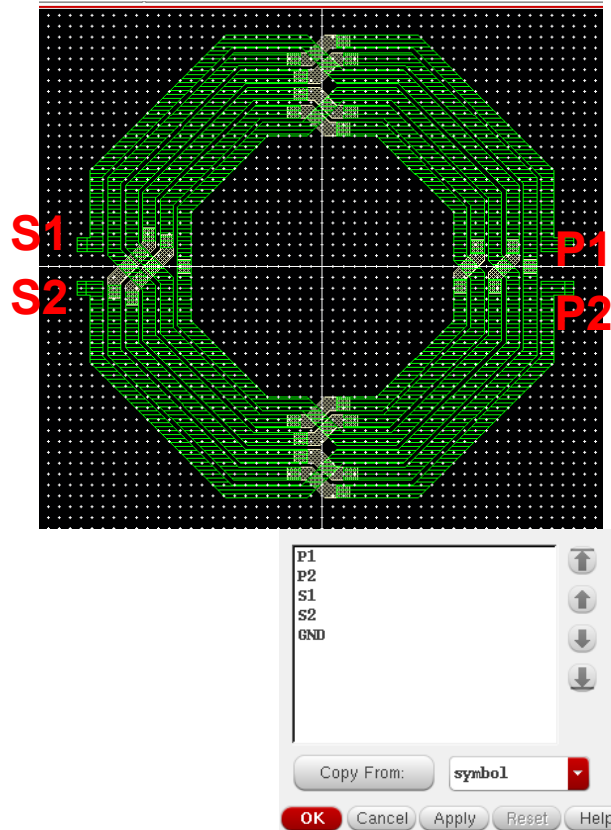 S1
P1
S2
P2
P1
P2
S1
S2
GND
Copy From:
symbol
OK
Cancel
Apply
Reset
Help